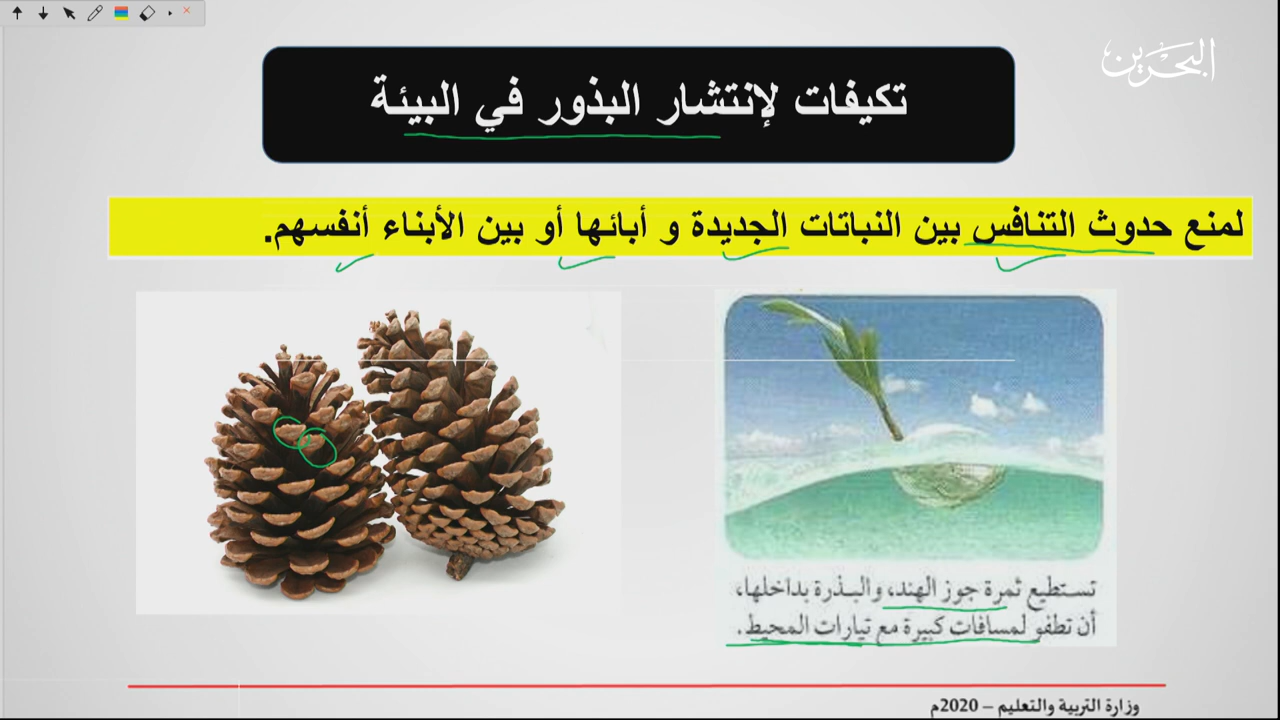 البحرين
تكيفات لإنتشار البذور في البيئة
لمنع حدوث التنافس بين النباتات الجديدة و أبائها أو بين الأبناء أنفسهم.
تستطيع ثمرة جوز الهند، والبذرة بداخلها،
أن تطفو لمسافات كبيرة مع تيارات المحيط.
وزارة التربية والتعليم – 2020م